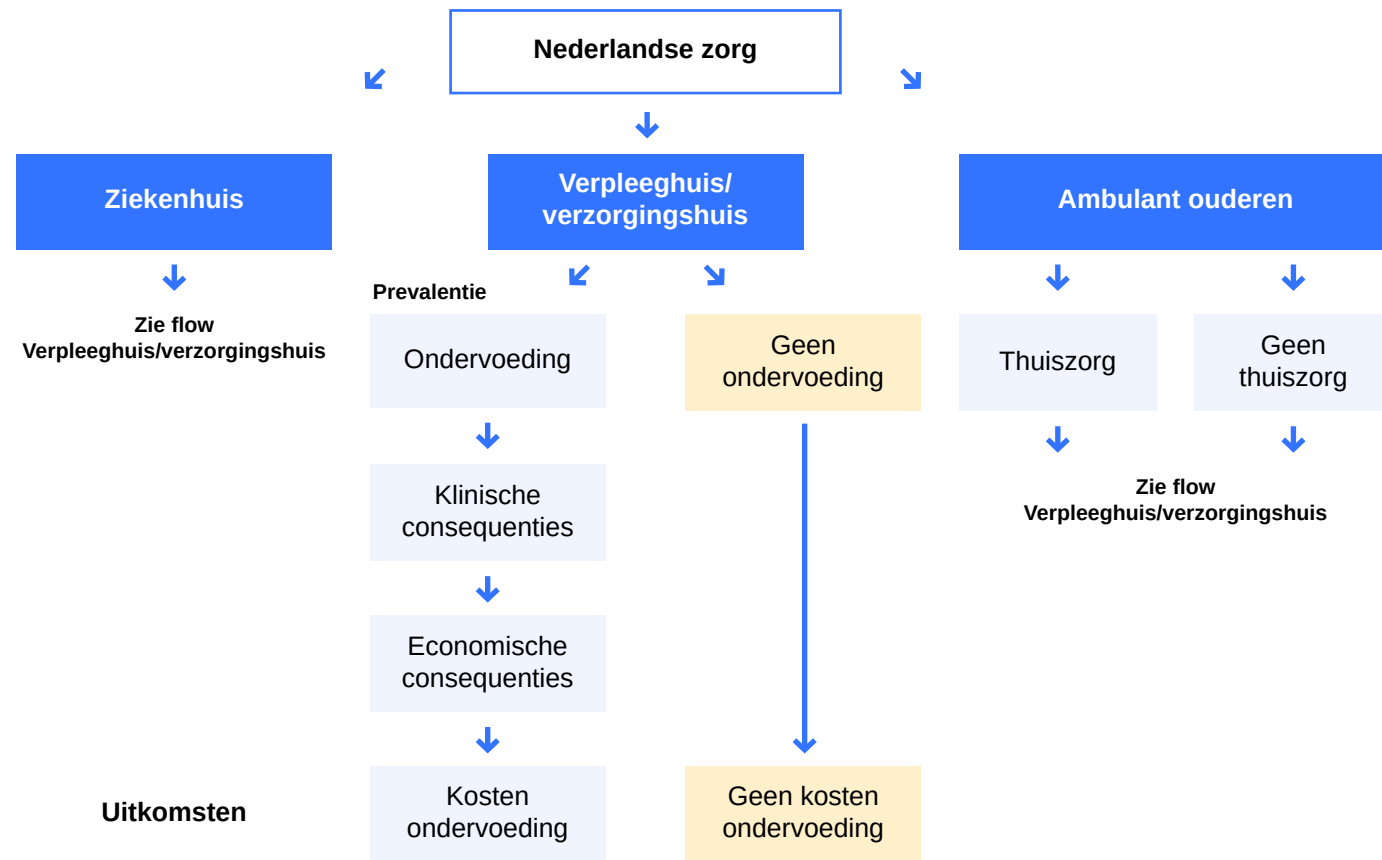 Nederlandse zorg
Ziekenhuis
Verpleeghuis/
verzorgingshuis
Ambulant ouderen
Zie flow
Verpleeghuis/verzorgingshuis
Prevalentie
Ondervoeding
Geen
ondervoeding
Thuiszorg
Geen
thuiszorg
Klinische
consequenties
Zie flow
Verpleeghuis/verzorgingshuis
Economische
consequenties
Uitkomsten
Kosten
ondervoeding
Geen kosten
ondervoeding